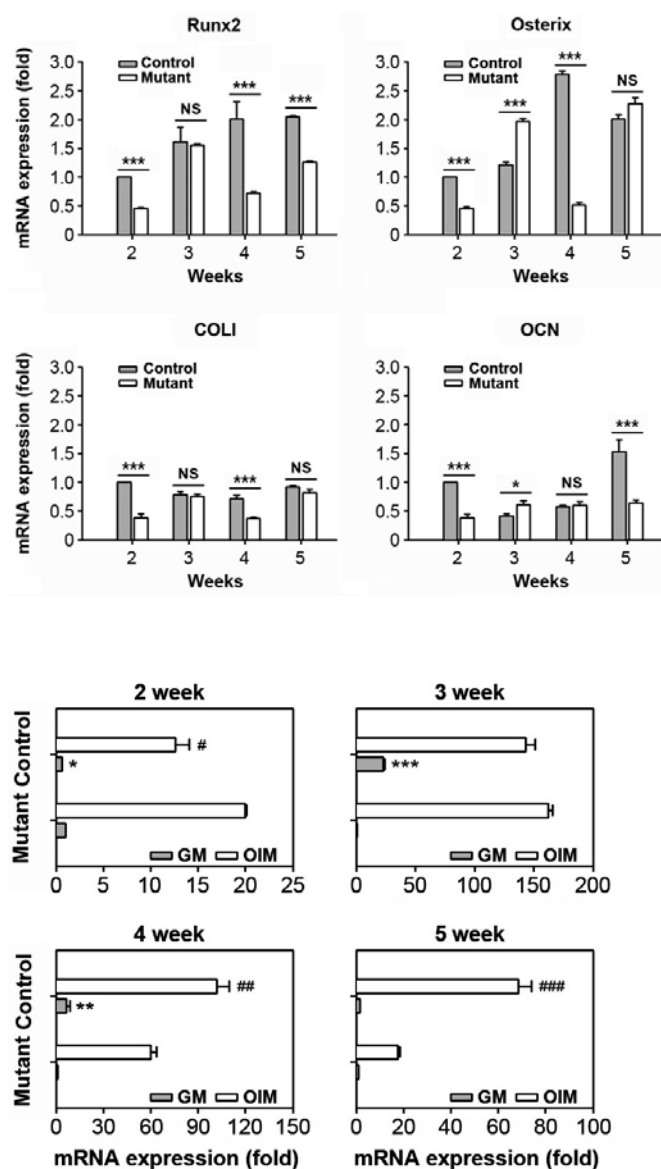 Runx2
mRNA expression (fold)
3.0
2.5
2.0
1.5
1.0
0.5
0
Control
Mutant
***
NS
***
***
2 3 4 5
Weeks
Osterix
mRNA expression (fold)
3.0
2.5
2.0
1.5
1.0
0.5
0
Control
Mutant
***
***
***
NS
2 3 4 5
Weeks
COLI
mRNA expression (fold)
3.0
2.5
2.0
1.5
1.0
0.5
0
Control
Mutant
***
NS
***
NS
2 3 4 5
Weeks
OCN
mRNA expression (fold)
3.0
2.5
2.0
1.5
1.0
0.5
0
Control
Mutant
***
*
NS
***
2 3 4 5
Weeks
2 week
Mutant Control
#
*
GM OIM
0 5 10 15 20 25
3 week
***
GM OIM
0 50 100 150 200
4 week
Mutant Control
##
**
GM OIM
0 30 60 90 120 150
mRNA expression (fold)
5 week
###
GM OIM
0 20 40 60 80 100
mRNA expression (fold)